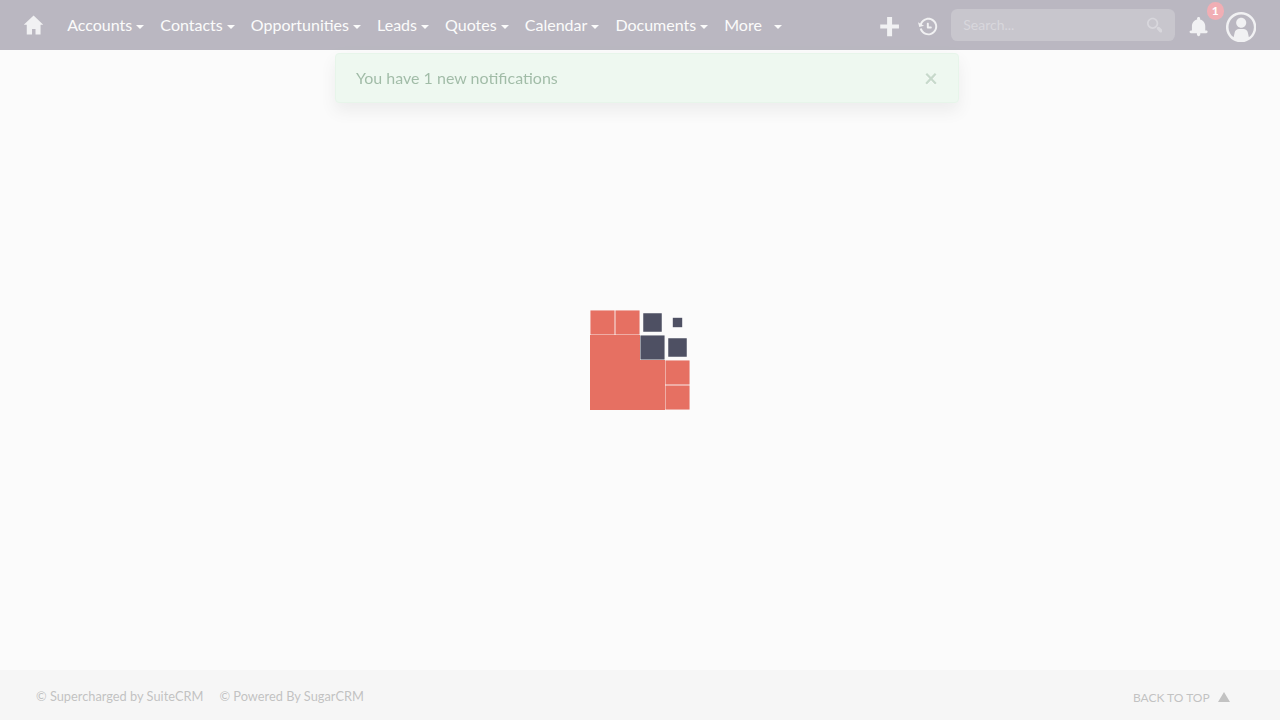 Accounts Contacts Opportunities Leads Quotes Calendar Documents More Search... 1
You have 1 new notifications ×
© Supercharged by SuiteCRM © Powered By SugarCRM BACK TO TOP